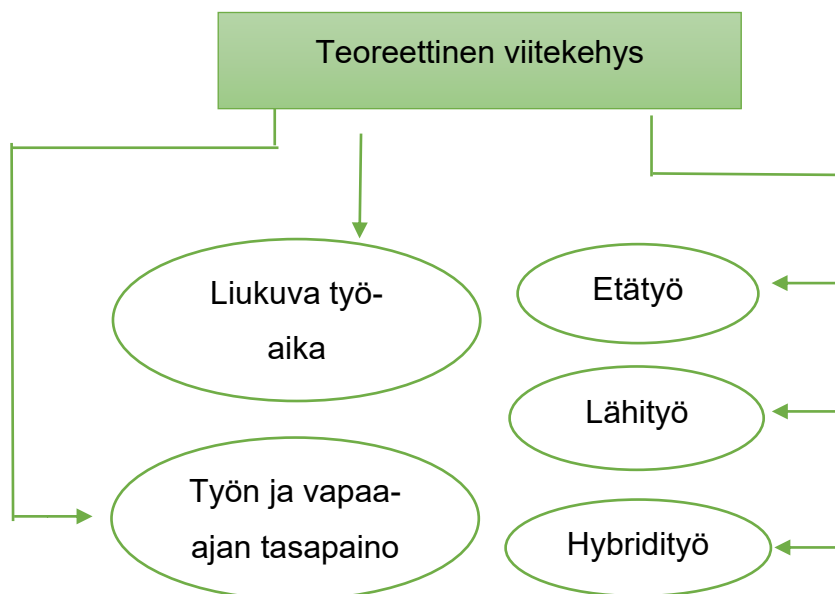 Teoreettinen viitekehys
Liukuva työ-
aika
Etätyö
Lähityö
Työn ja vapaa-
ajan tasapaino
Hybridityö